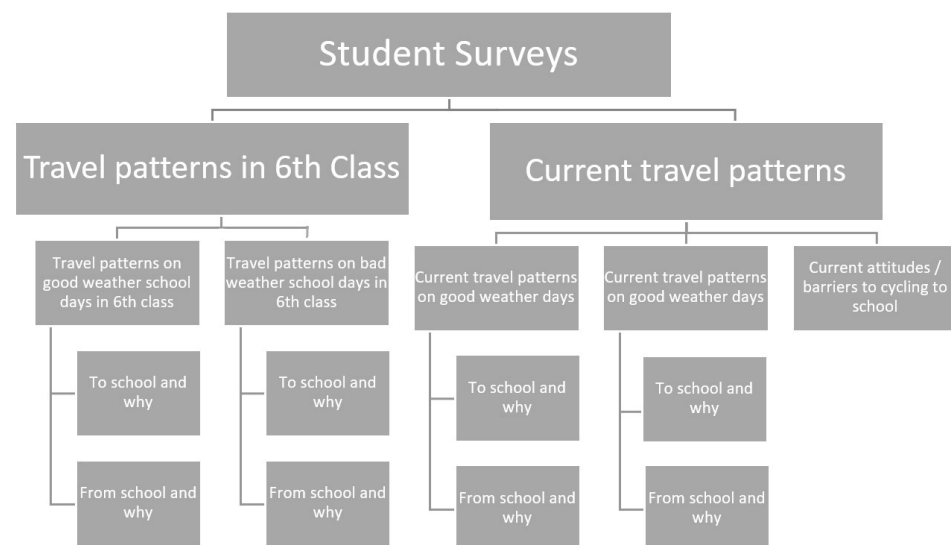 Student Surveys
Travel patterns in 6th Class
Current travel patterns
Travel patterns on
good weather school
days in 6th class
Travel patterns on bad
weather school days in
6th class
Current travel patterns
on good weather days
Current travel patterns
on good weather days
Current attitudes /
barriers to cycling to
school
To school and
why
To school and
why
To school and
why
To school and
why
From school and
why
From school and
why
From school and
why
From school and
why